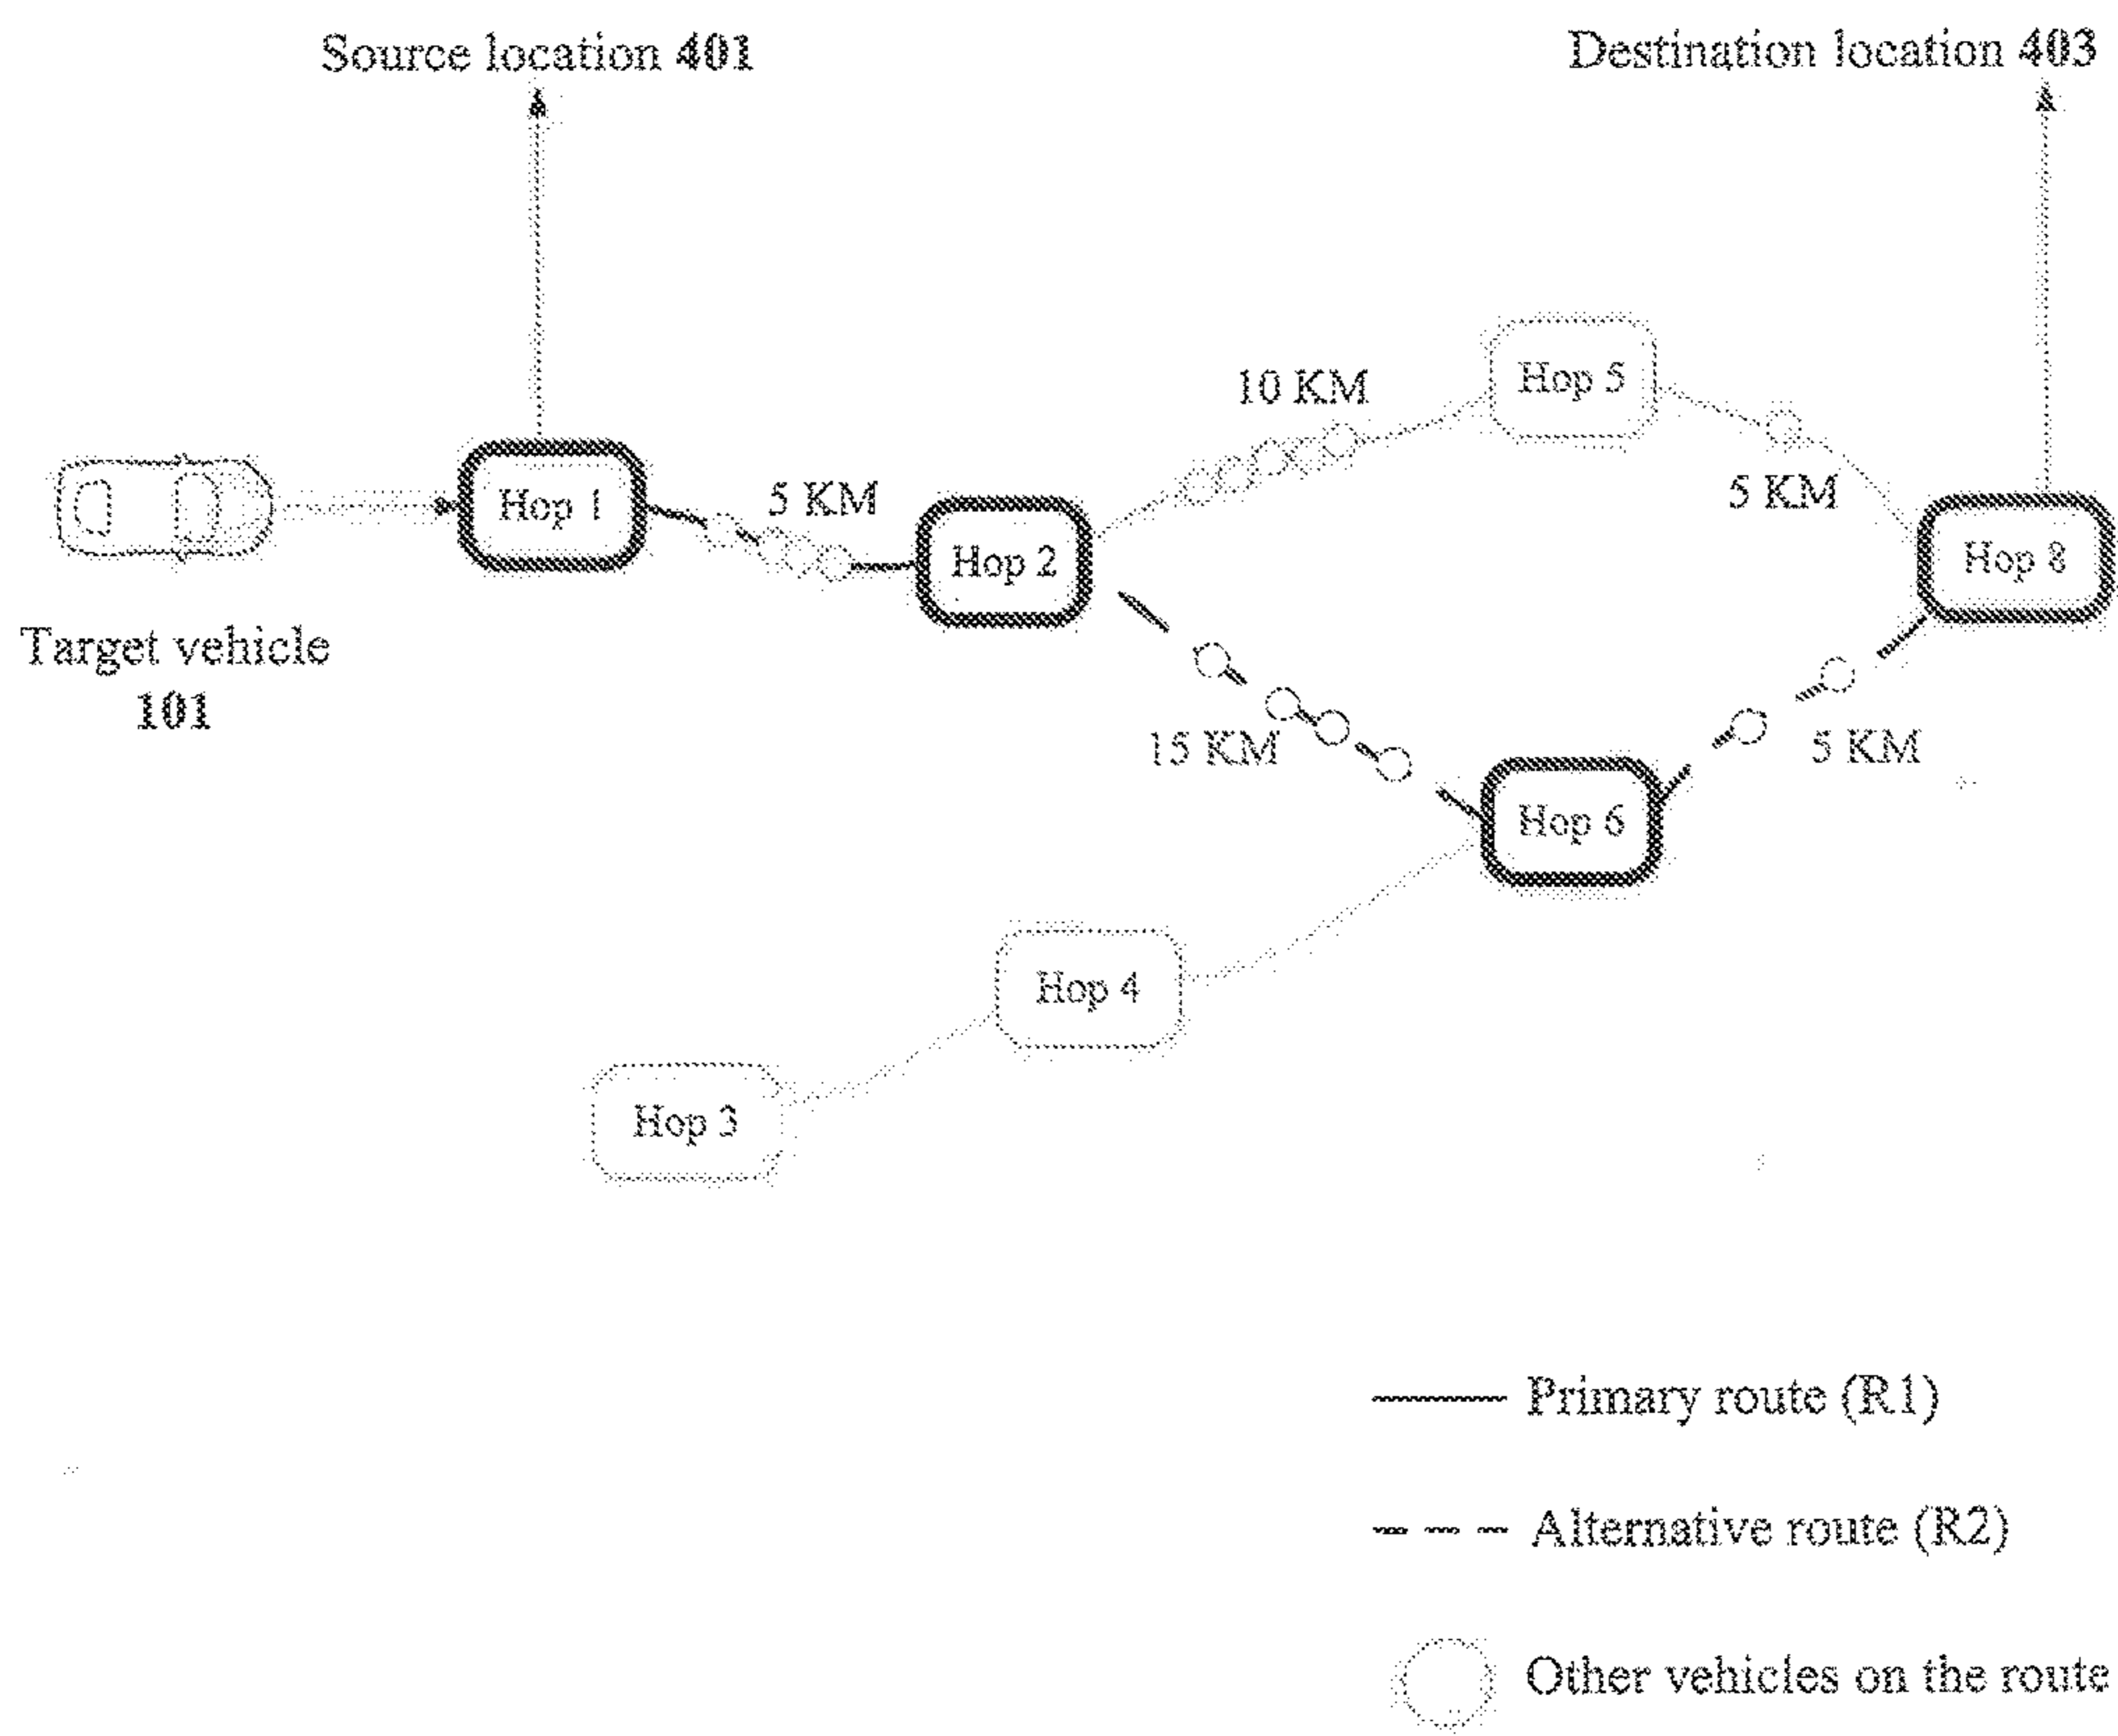 Source location 401
Destination location 403
10 KM
Hop 5
5 KM
5 KM
Hop 1
Hop 2
Hop 8
Target vehicle
101
15 KM
5 KM
Hop 6
Hop 4
Hop 3
Primary route (R1)
Alternative route (R2)
Other vehicles on the route